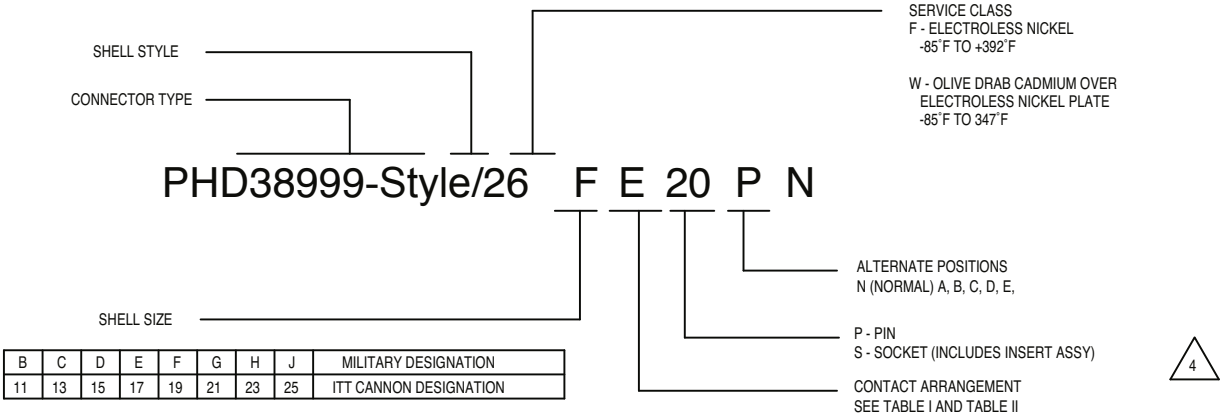 SERVICE CLASS
F - ELECTROLESS NICKEL
-85˚F TO +392˚F
W - OLIVE DRAB CADMIUM OVER
ELECTROLESS NICKEL PLATE
-85˚F TO 347˚F
SHELL STYLE
CONNECTOR TYPE
PHD38999-Style/26 F E 20 P N
ALTERNATE POSITIONS
N (NORMAL) A, B, C, D, E,
SHELL SIZE
P - PIN
S - SOCKET (INCLUDES INSERT ASSY)
CONTACT ARRANGEMENT
SEE TABLE I AND TABLE II
4
B C D E F G H J MILITARY DESIGNATION
11 13 15 17 19 21 23 25 ITT CANNON DESIGNATION